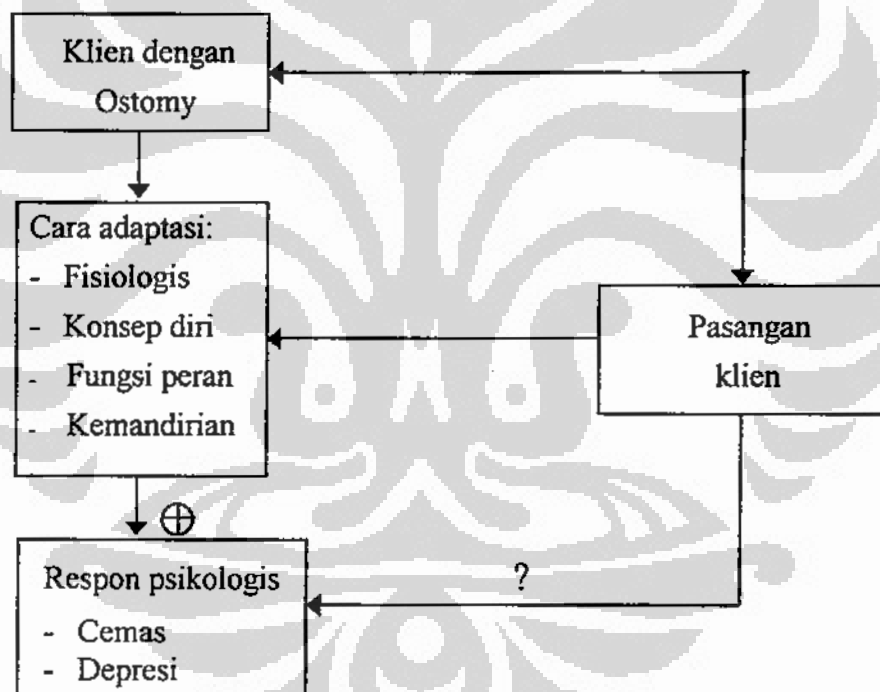 Klien dengan
Ostomy
Cara adaptasi:
- Fisiologis
- Konsep diri
- Fungsi peran
- Kemandirian
Pasangan
klien
Respon psikologis
- Cemas
- Depresi
?